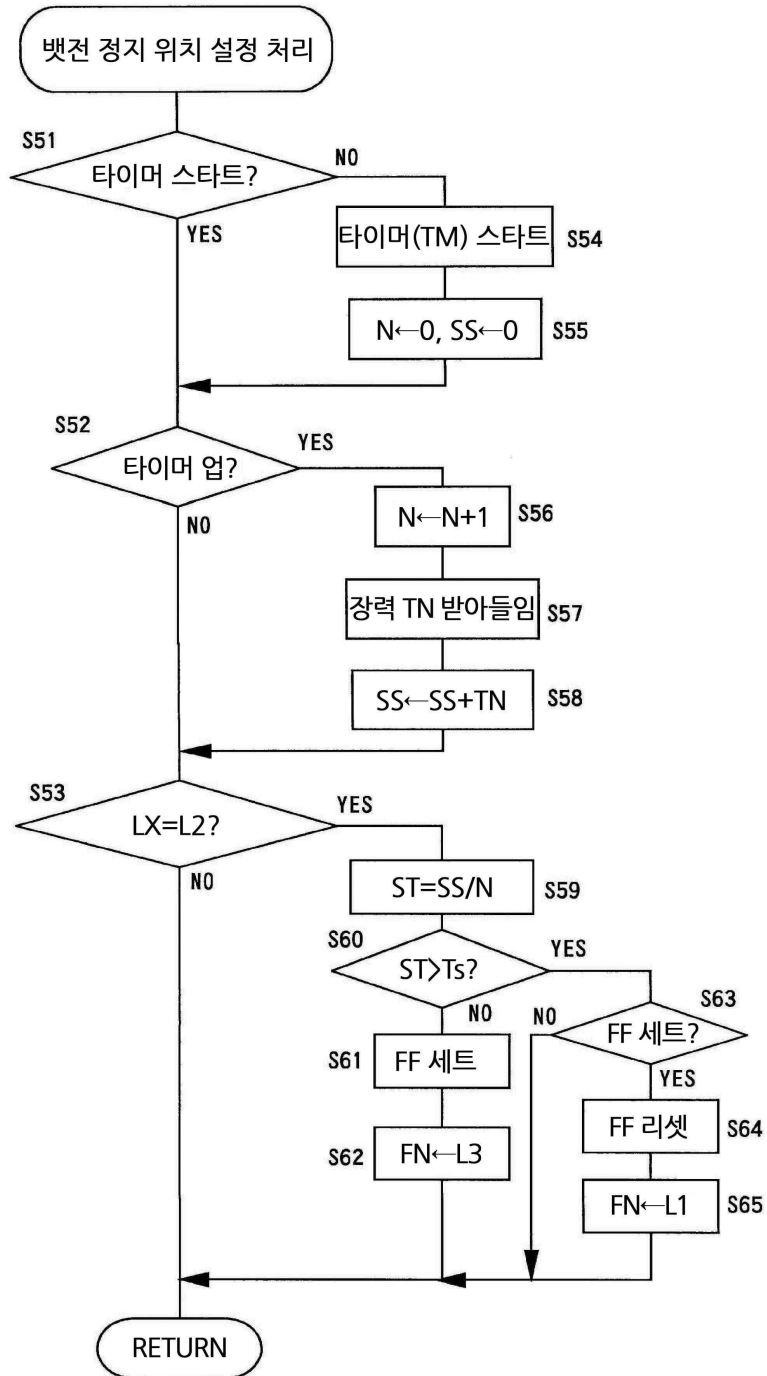 뱃전 정지 위치 설정 처리
S51
타이머 스타트?
NO
YES
타이머(TM) 스타트
S54
N←0, SS←0
S55
S52
타이머 업?
YES
NO
N←N+1
S56
장력 TN 받아들임
S57
SS←SS+TN
S58
S53
LX=L2?
YES
NO
ST=SS/N
S59
S60
ST>Ts?
YES
NO
S63
FF 세트?
NO
YES
S61
FF 세트
FF 리셋
S64
S62
FN←L3
FN←L1
S65
RETURN